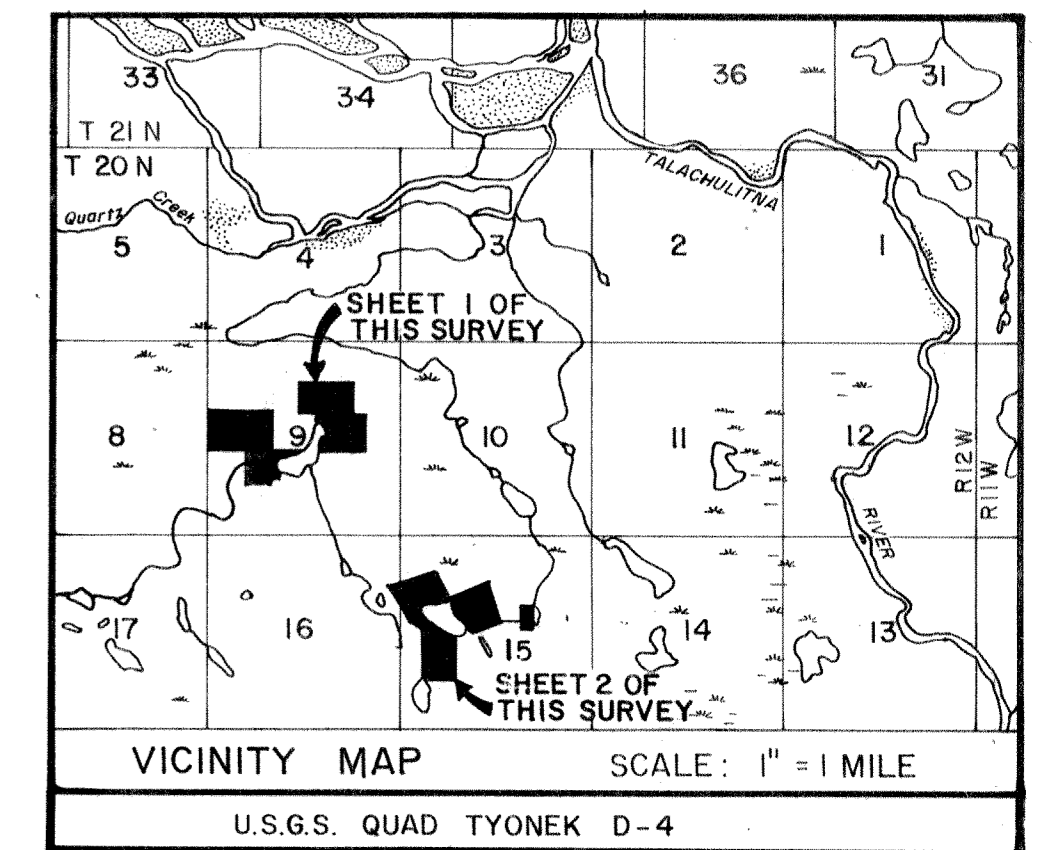 33
34
36
31
T 21 N
T 20 N
TALACHULITNA
Quartz Creek
5
4
3
2
1
SHEET 1 OF
THIS SURVEY
8
9
10
11
12
R12W
R11W
RIVER
17
16
15
14
13
SHEET 2 OF
THIS SURVEY
VICINITY MAP
SCALE: 1" = 1 MILE
U.S.G.S. QUAD TYONEK D-4